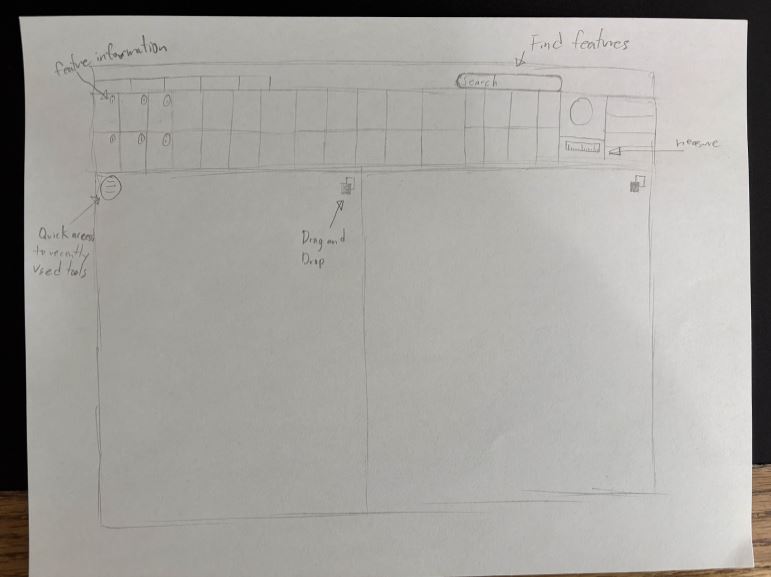 Find features
feature information
Search
measure
Quick access
to recently
used tools
Drag and
Drop